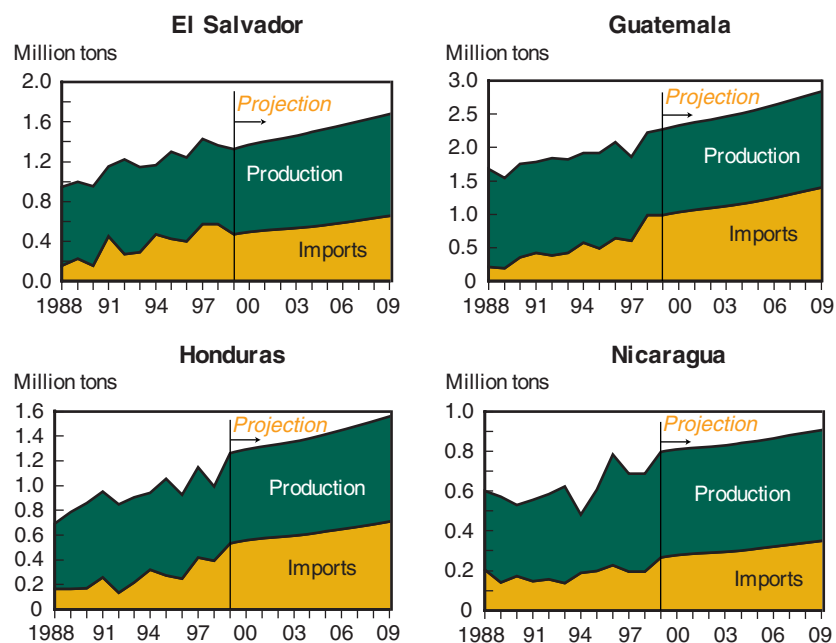 El Salvador
Million tons
2.0
1.6
1.2
0.8
0.4
0.0
Projection
Production
Imports
1988 91 94 97 00 03 06 09
Guatemala
Million tons
3.0
2.5
2.0
1.5
1.0
0.5
0
Projection
Production
Imports
1988 91 94 97 00 03 06 09
Honduras
Million tons
1.6
1.4
1.2
1.0
0.8
0.6
0.4
0.2
0
Projection
Production
Imports
1988 91 94 97 00 03 06 09
Nicaragua
Million tons
1.0
0.8
0.6
0.4
0.2
0
Projection
Production
Imports
1988 91 94 97 00 03 06 09